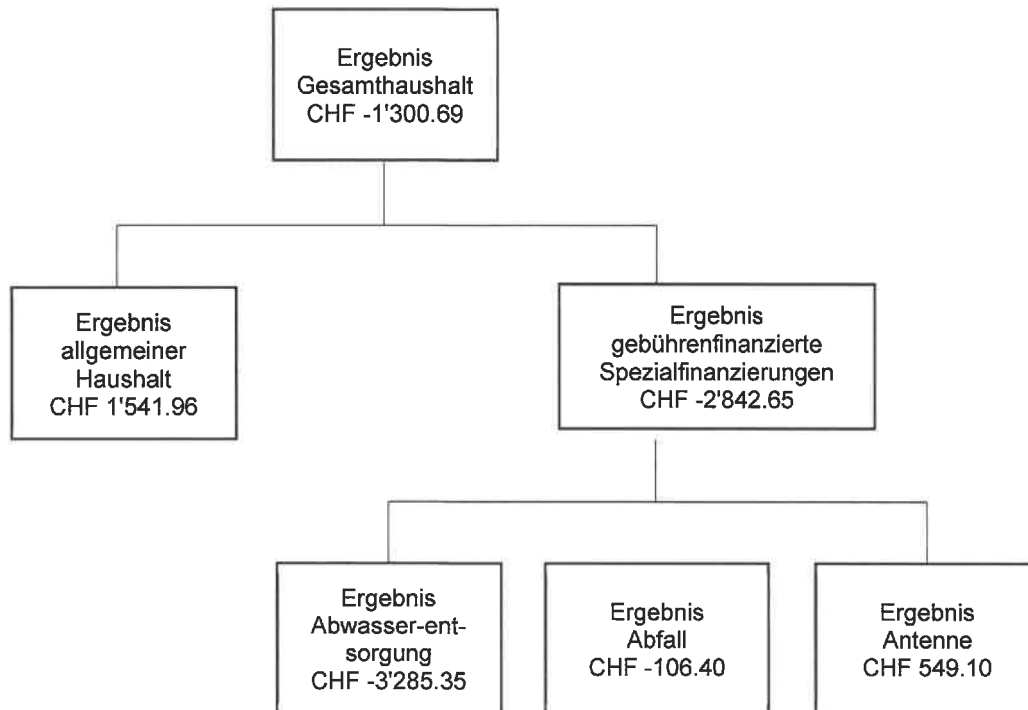 Ergebnis
Gesamthaushalt
CHF -1'300.69
Ergebnis
allgemeiner
Haushalt
CHF 1'541.96
Ergebnis
gebührenfinanzierte
Spezialfinanzierungen
CHF -2'842.65
Ergebnis
Abwasser-ent-
sorgung
CHF -3'285.35
Ergebnis
Abfall
CHF -106.40
Ergebnis
Antenne
CHF 549.10